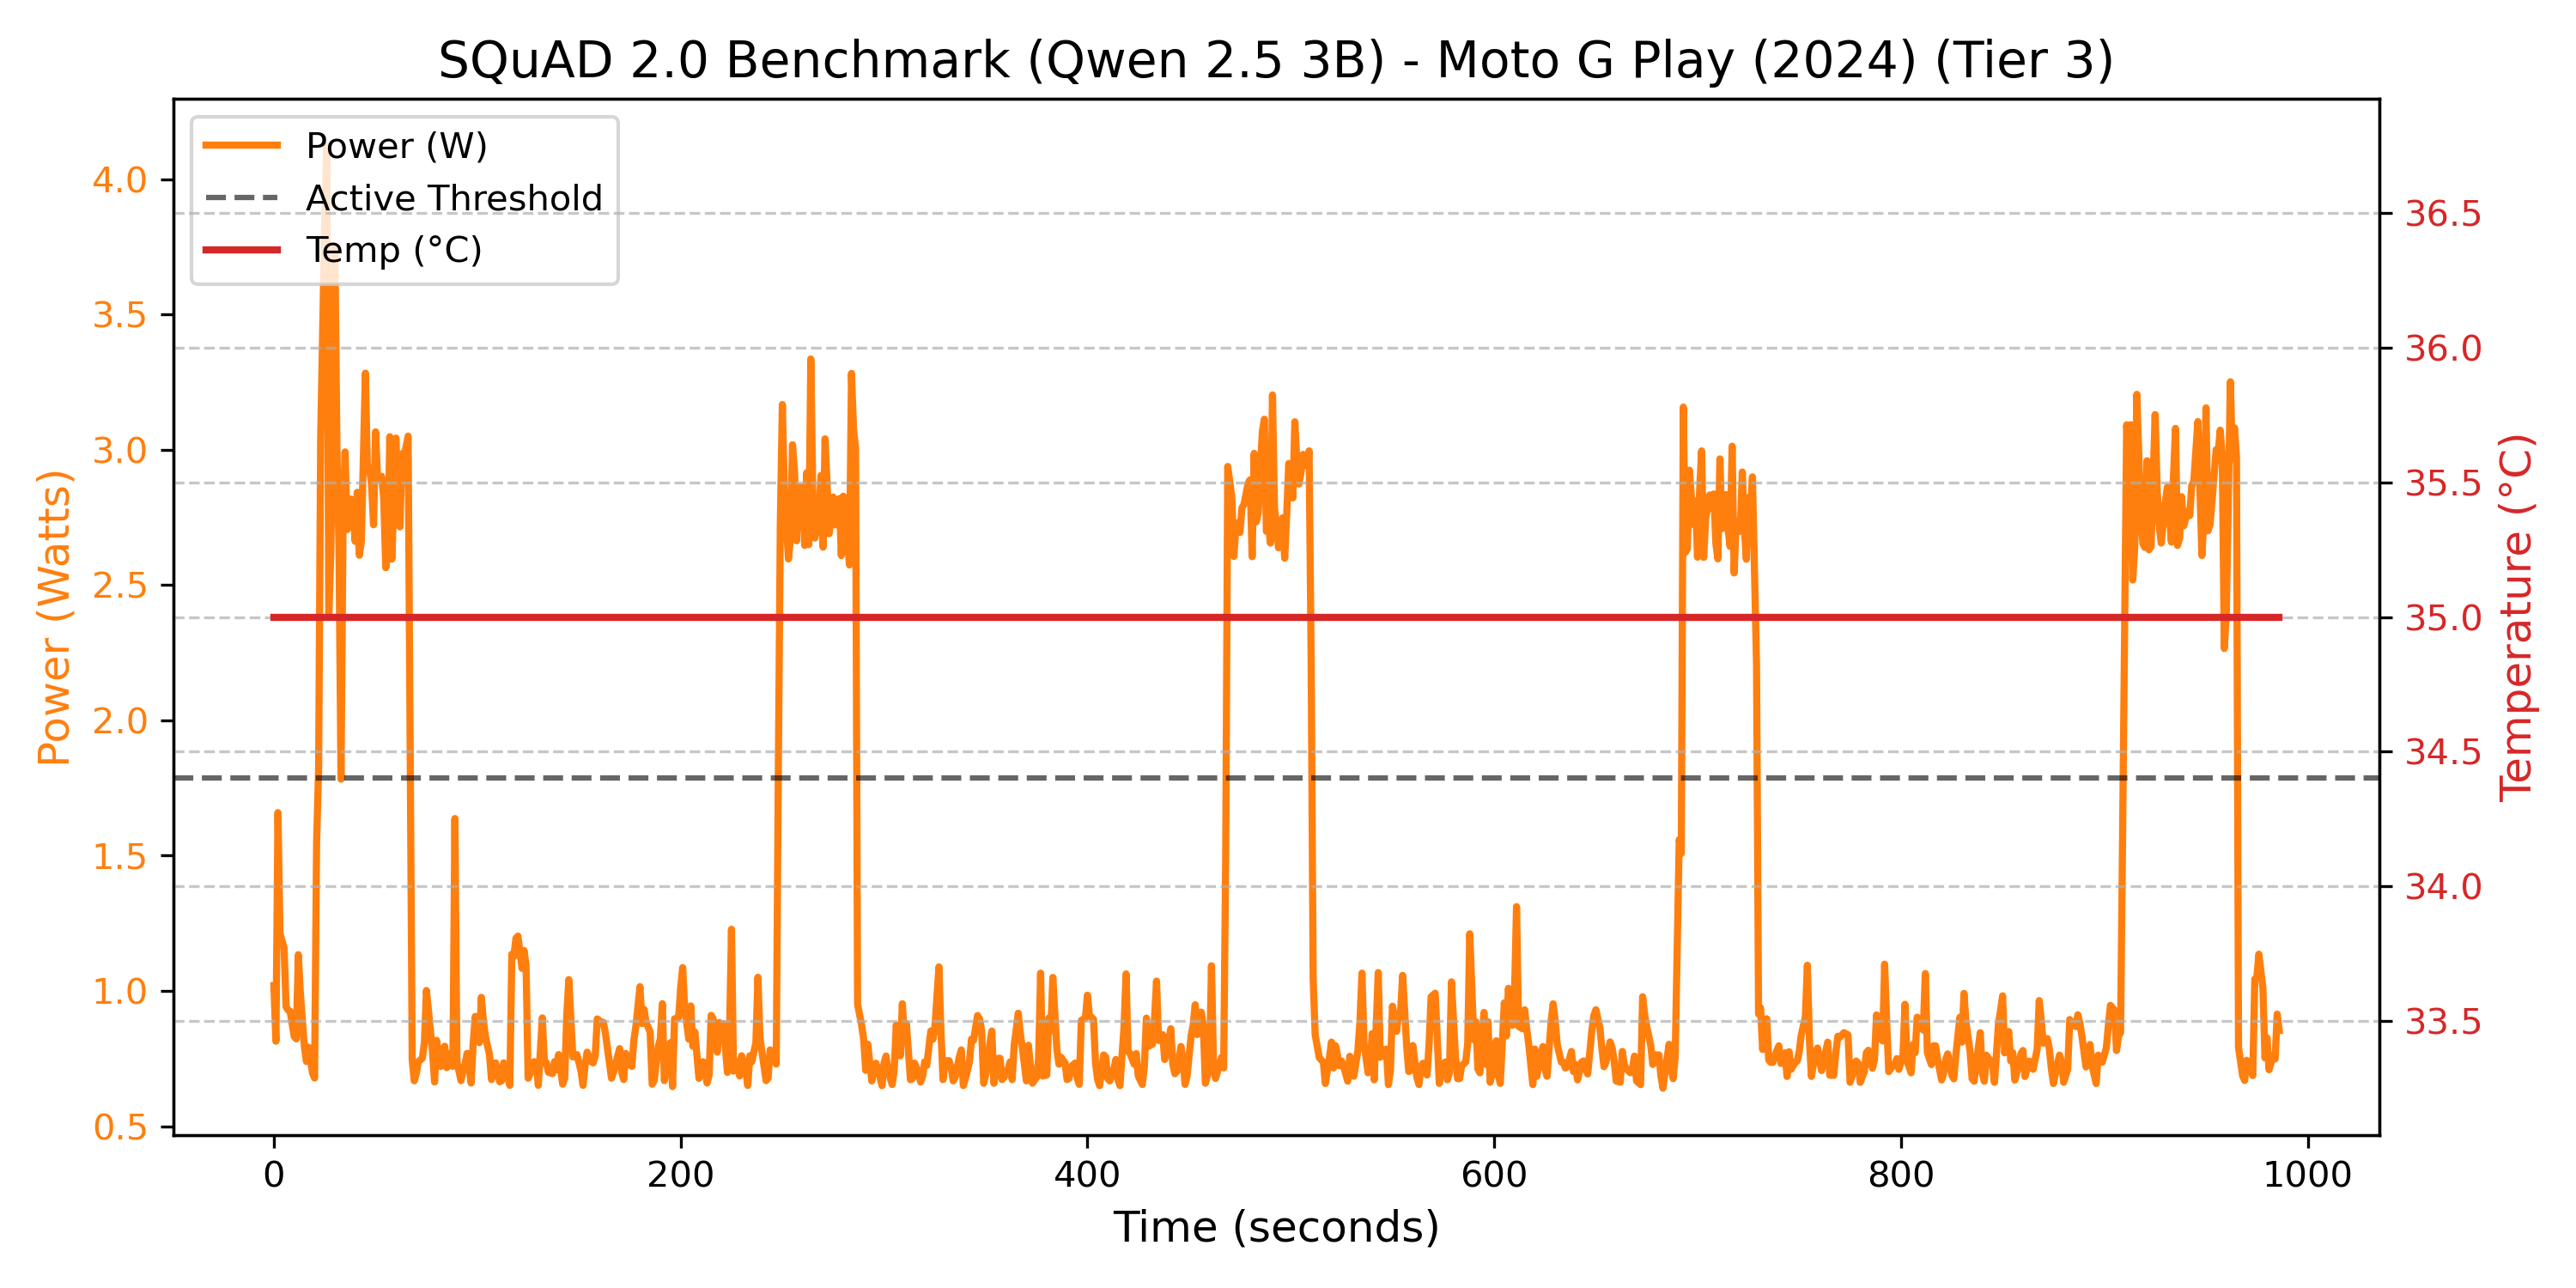 SQuAD 2.0 Benchmark (Qwen 2.5 3B) - Moto G Play (2024) (Tier 3)
Power (W)
Active Threshold
Temp (°C)
Power (Watts)
4.0
3.5
3.0
2.5
2.0
1.5
1.0
0.5
36.5
36.0
35.5
35.0
34.5
34.0
33.5
Temperature (°C)
0 200 400 600 800 1000
Time (seconds)